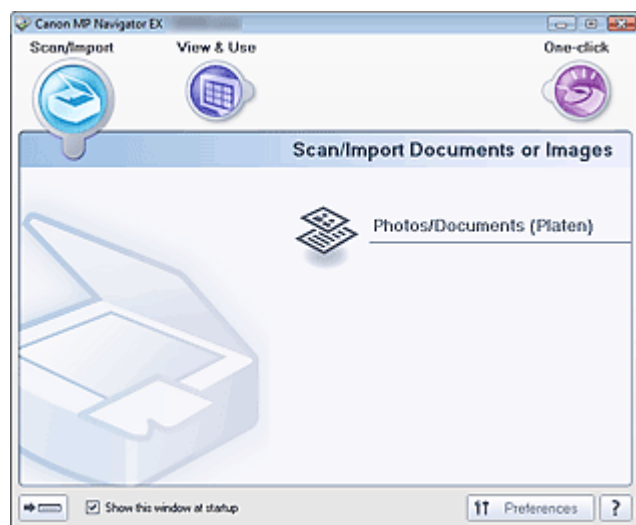 Canon MP Navigator EX
Scan/Import
View & Use
One-click
Scan/Import Documents or Images
Photos/Documents (Platen)
Show this window at startup
Preferences
?